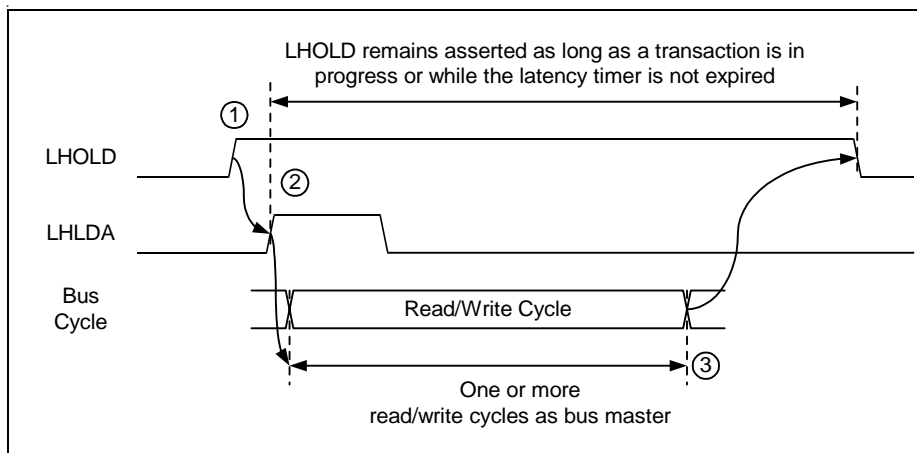 LHOLD remains asserted as long as a transaction is in
progress or while the latency timer is not expired
1
LHOLD
2
LHLDA
Bus
Cycle
Read/Write Cycle
3
One or more
read/write cycles as bus master